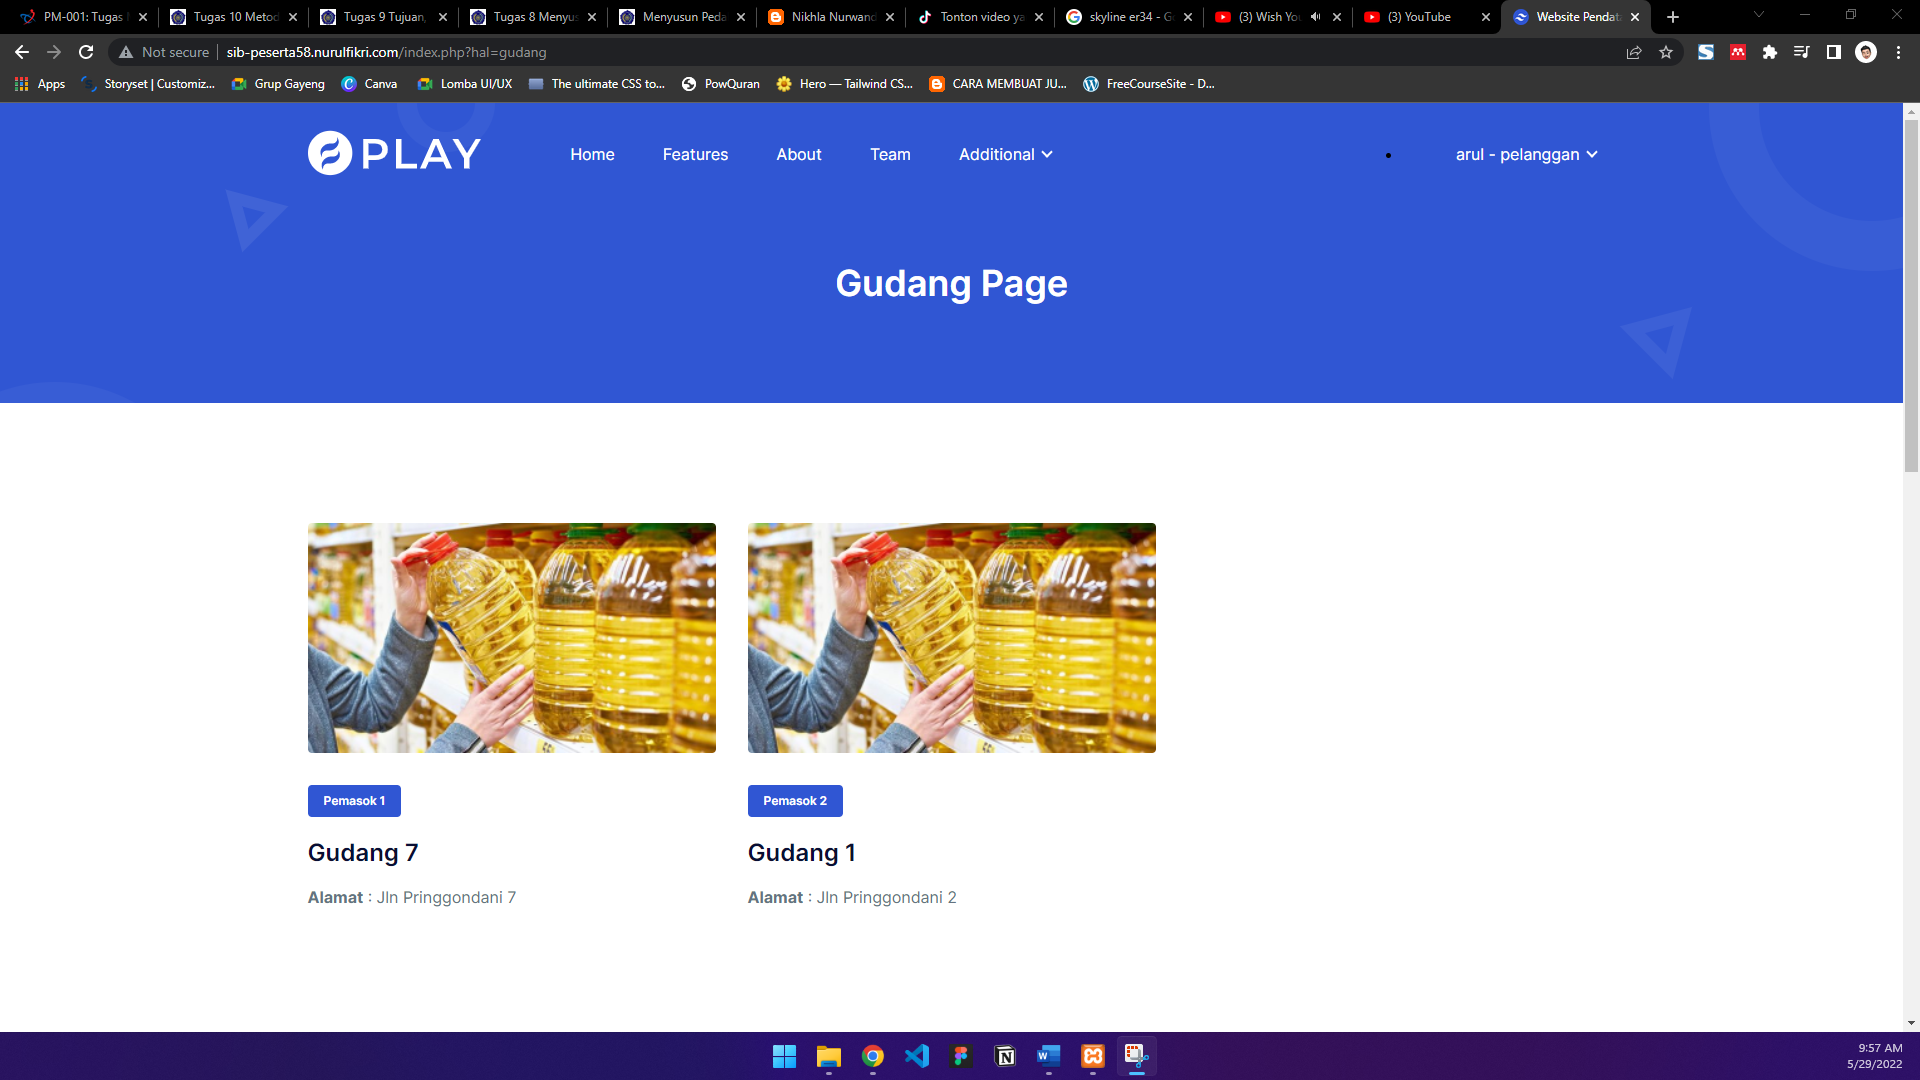 PM-001: Tugas
Tugas 10 Metod
Tugas 9 Tujuan,
Tugas 8 Menyus
Menyusun Peda
Nikhla Nurwand
Tonton video ya
skyline er34 - G
(3) Wish You
(3) YouTube
Website Pendata
Not secure
sib-peserta58.nurulfikri.com/index.php?hal=gudang
Apps
Storyset | Customiz...
Grup Gayeng
Canva
Lomba UI/UX
The ultimate CSS to...
PowQuran
Hero — Tailwind CS...
CARA MEMBUAT JU...
FreeCourseSite - D...
PLAY
Home
Features
About
Team
Additional
arul - pelanggan
Gudang Page
Pemasok 1
Gudang 7
Alamat : Jln Pringgondani 7
Pemasok 2
Gudang 1
Alamat : Jln Pringgondani 2
9:57 AM
5/29/2022